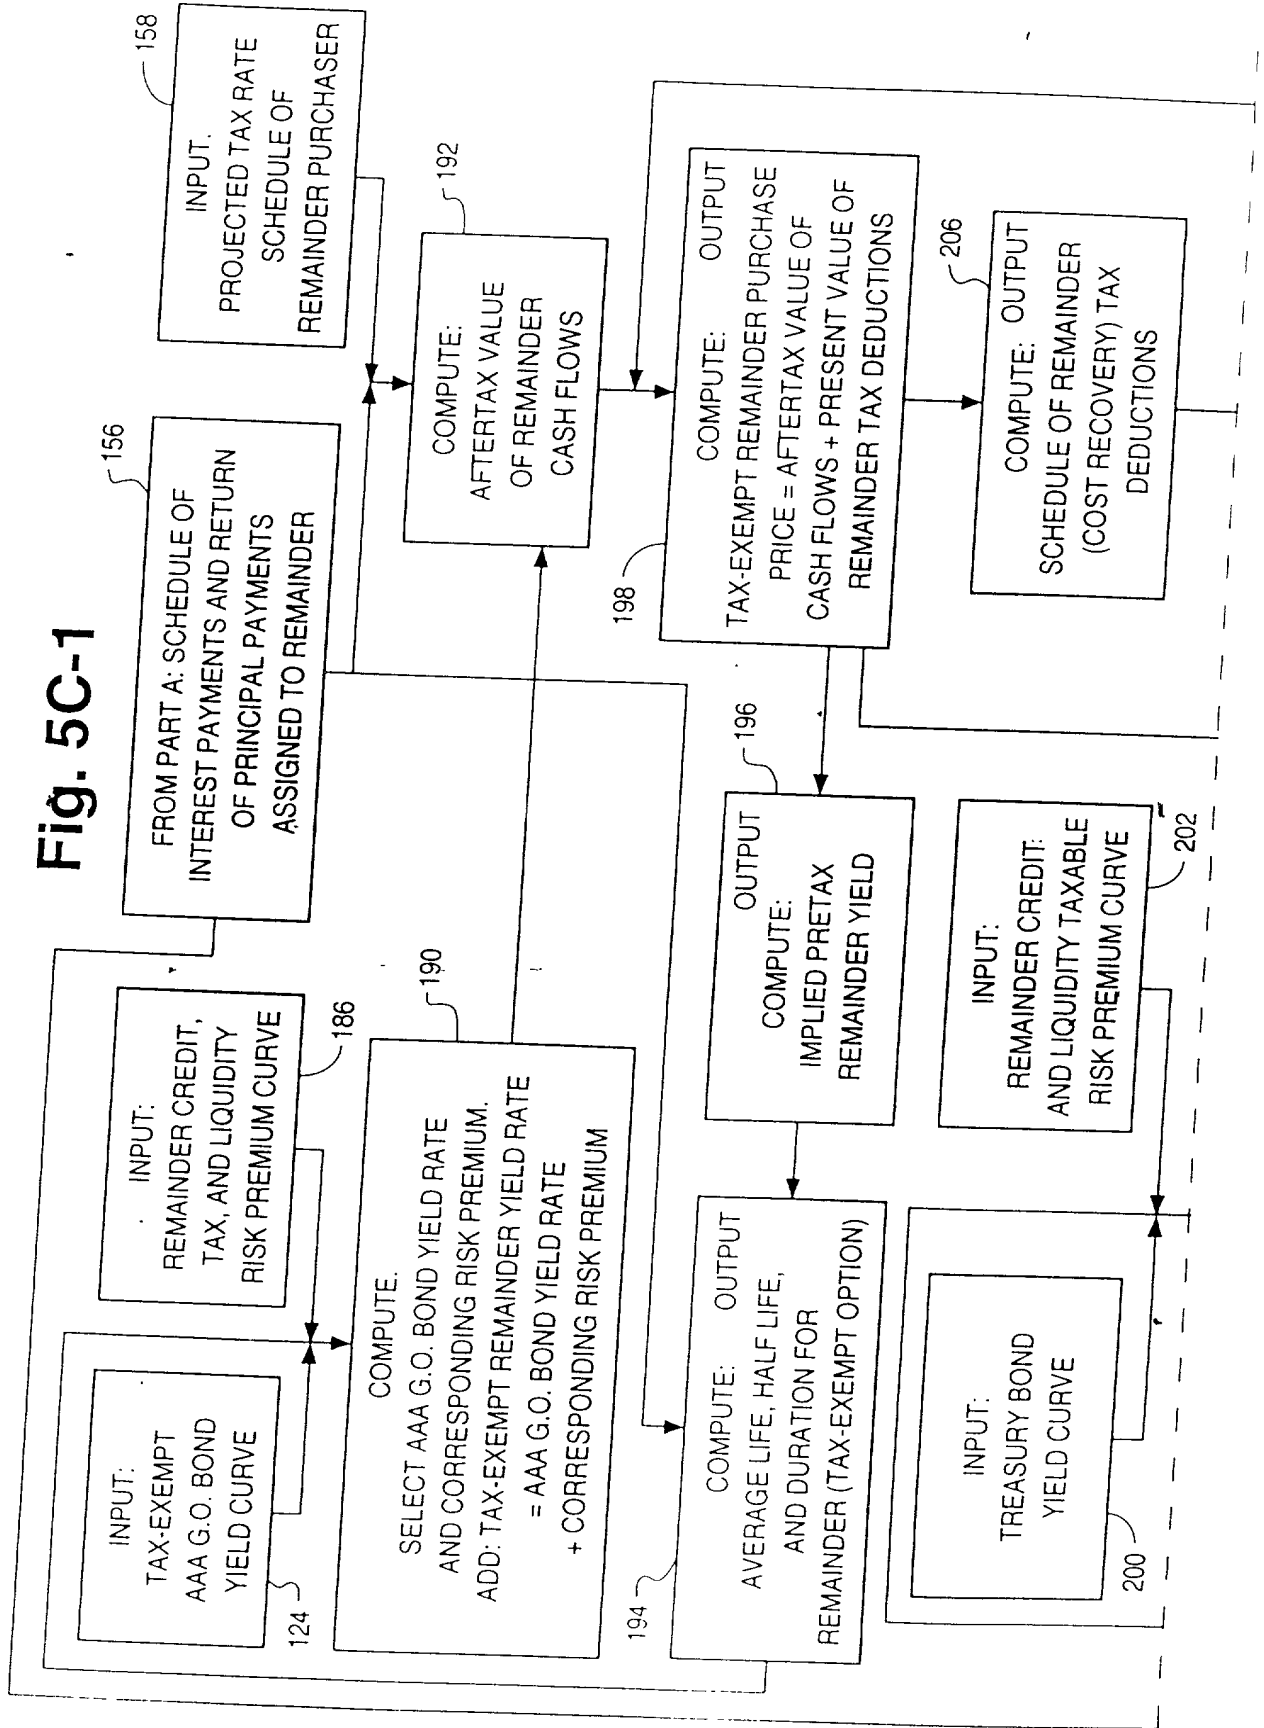 Fig. 5C-1
INPUT:
TAX-EXEMPT
AAA G.O. BOND
YIELD CURVE
124
INPUT:
REMAINDER CREDIT,
TAX, AND LIQUIDITY
RISK PREMIUM CURVE
186
FROM PART A: SCHEDULE OF
INTEREST PAYMENTS AND RETURN
OF PRINCIPAL PAYMENTS
ASSIGNED TO REMAINDER
156
INPUT.
PROJECTED TAX RATE
SCHEDULE OF
REMAINDER PURCHASER
158
COMPUTE.
SELECT AAA G.O. BOND YIELD RATE
AND CORRESPONDING RISK PREMIUM.
ADD: TAX-EXEMPT REMAINDER YIELD RATE
= AAA G.O. BOND YIELD RATE
+ CORRESPONDING RISK PREMIUM
190
COMPUTE:
AFTERTAX VALUE
OF REMAINDER
CASH FLOWS
192
COMPUTE: OUTPUT
AVERAGE LIFE, HALF LIFE,
AND DURATION FOR
REMAINDER (TAX-EXEMPT OPTION)
194
OUTPUT
COMPUTE:
IMPLIED PRETAX
REMAINDER YIELD
196
COMPUTE: OUTPUT
TAX-EXEMPT REMAINDER PURCHASE
PRICE = AFTERTAX VALUE OF
CASH FLOWS + PRESENT VALUE OF
REMAINDER TAX DEDUCTIONS
198
INPUT:
TREASURY BOND
YIELD CURVE
200
INPUT:
REMAINDER CREDIT:
AND LIQUIDITY TAXABLE
RISK PREMIUM CURVE
202
COMPUTE: OUTPUT
SCHEDULE OF REMAINDER
(COST RECOVERY) TAX
DEDUCTIONS
206